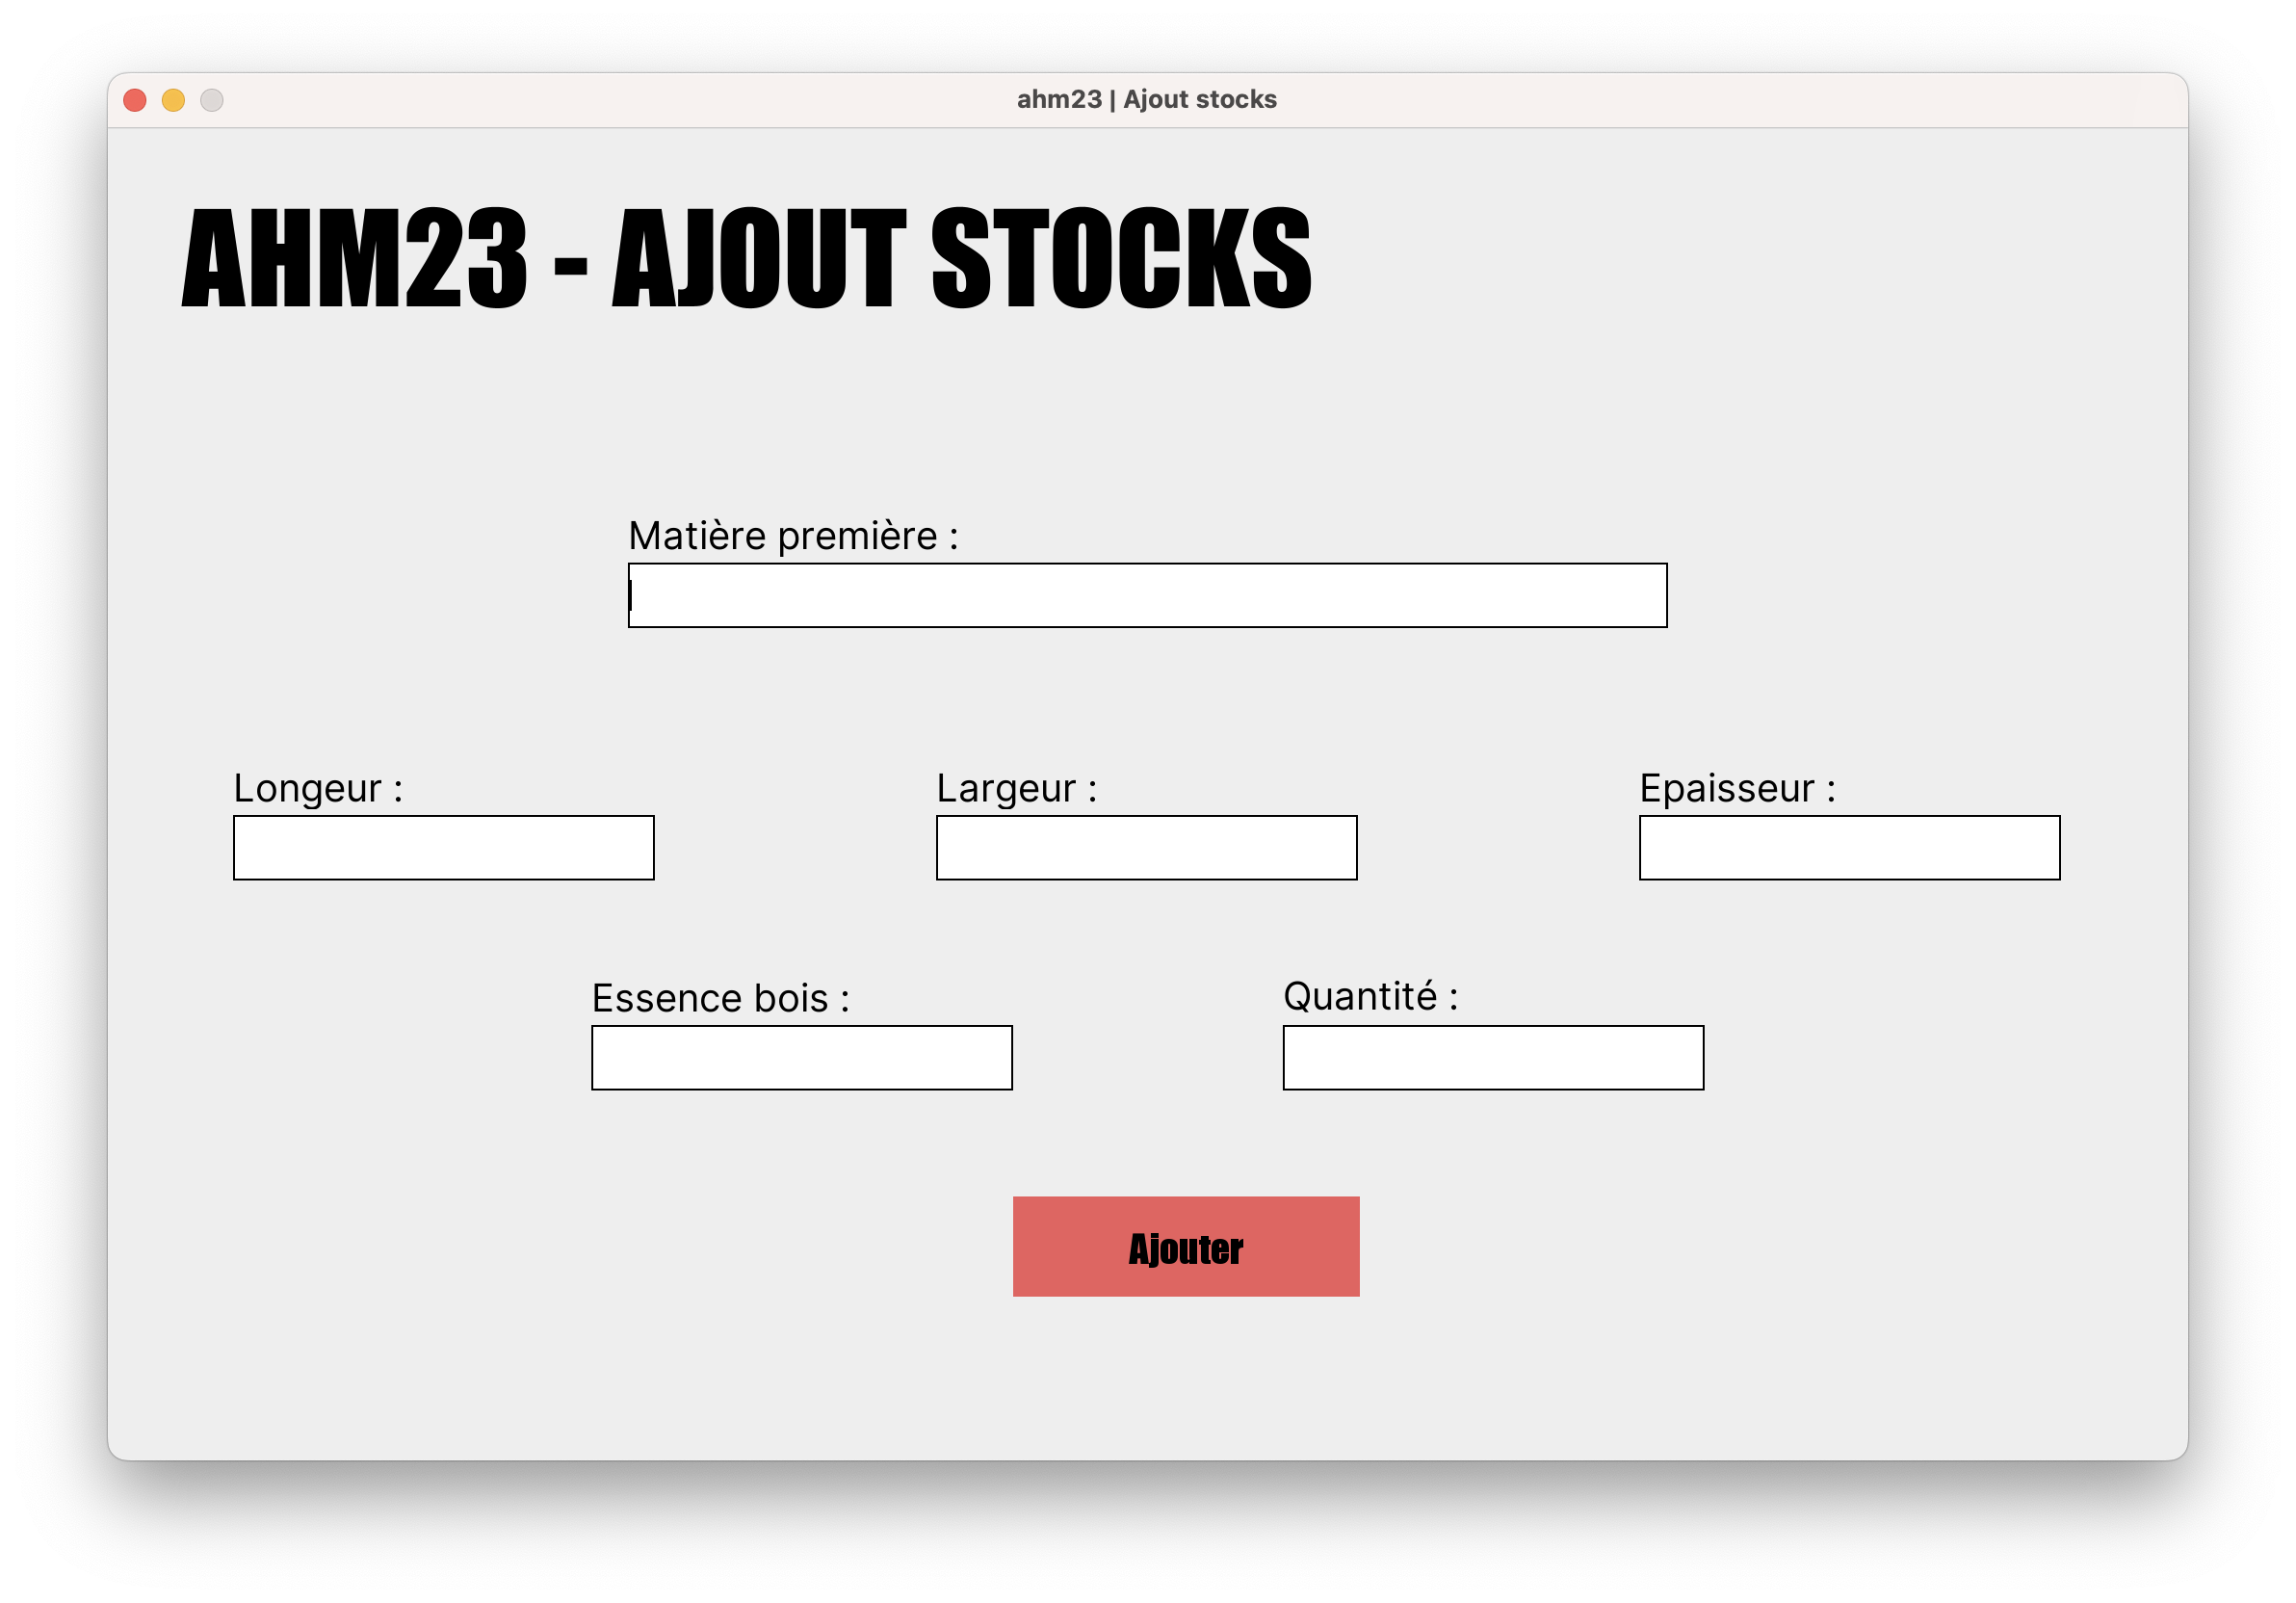 ahm23 | Ajout stocks
AHM23 - AJOUT STOCKS
Matière première :
Longeur :
Largeur :
Epaisseur :
Essence bois :
Quantité :
Ajouter